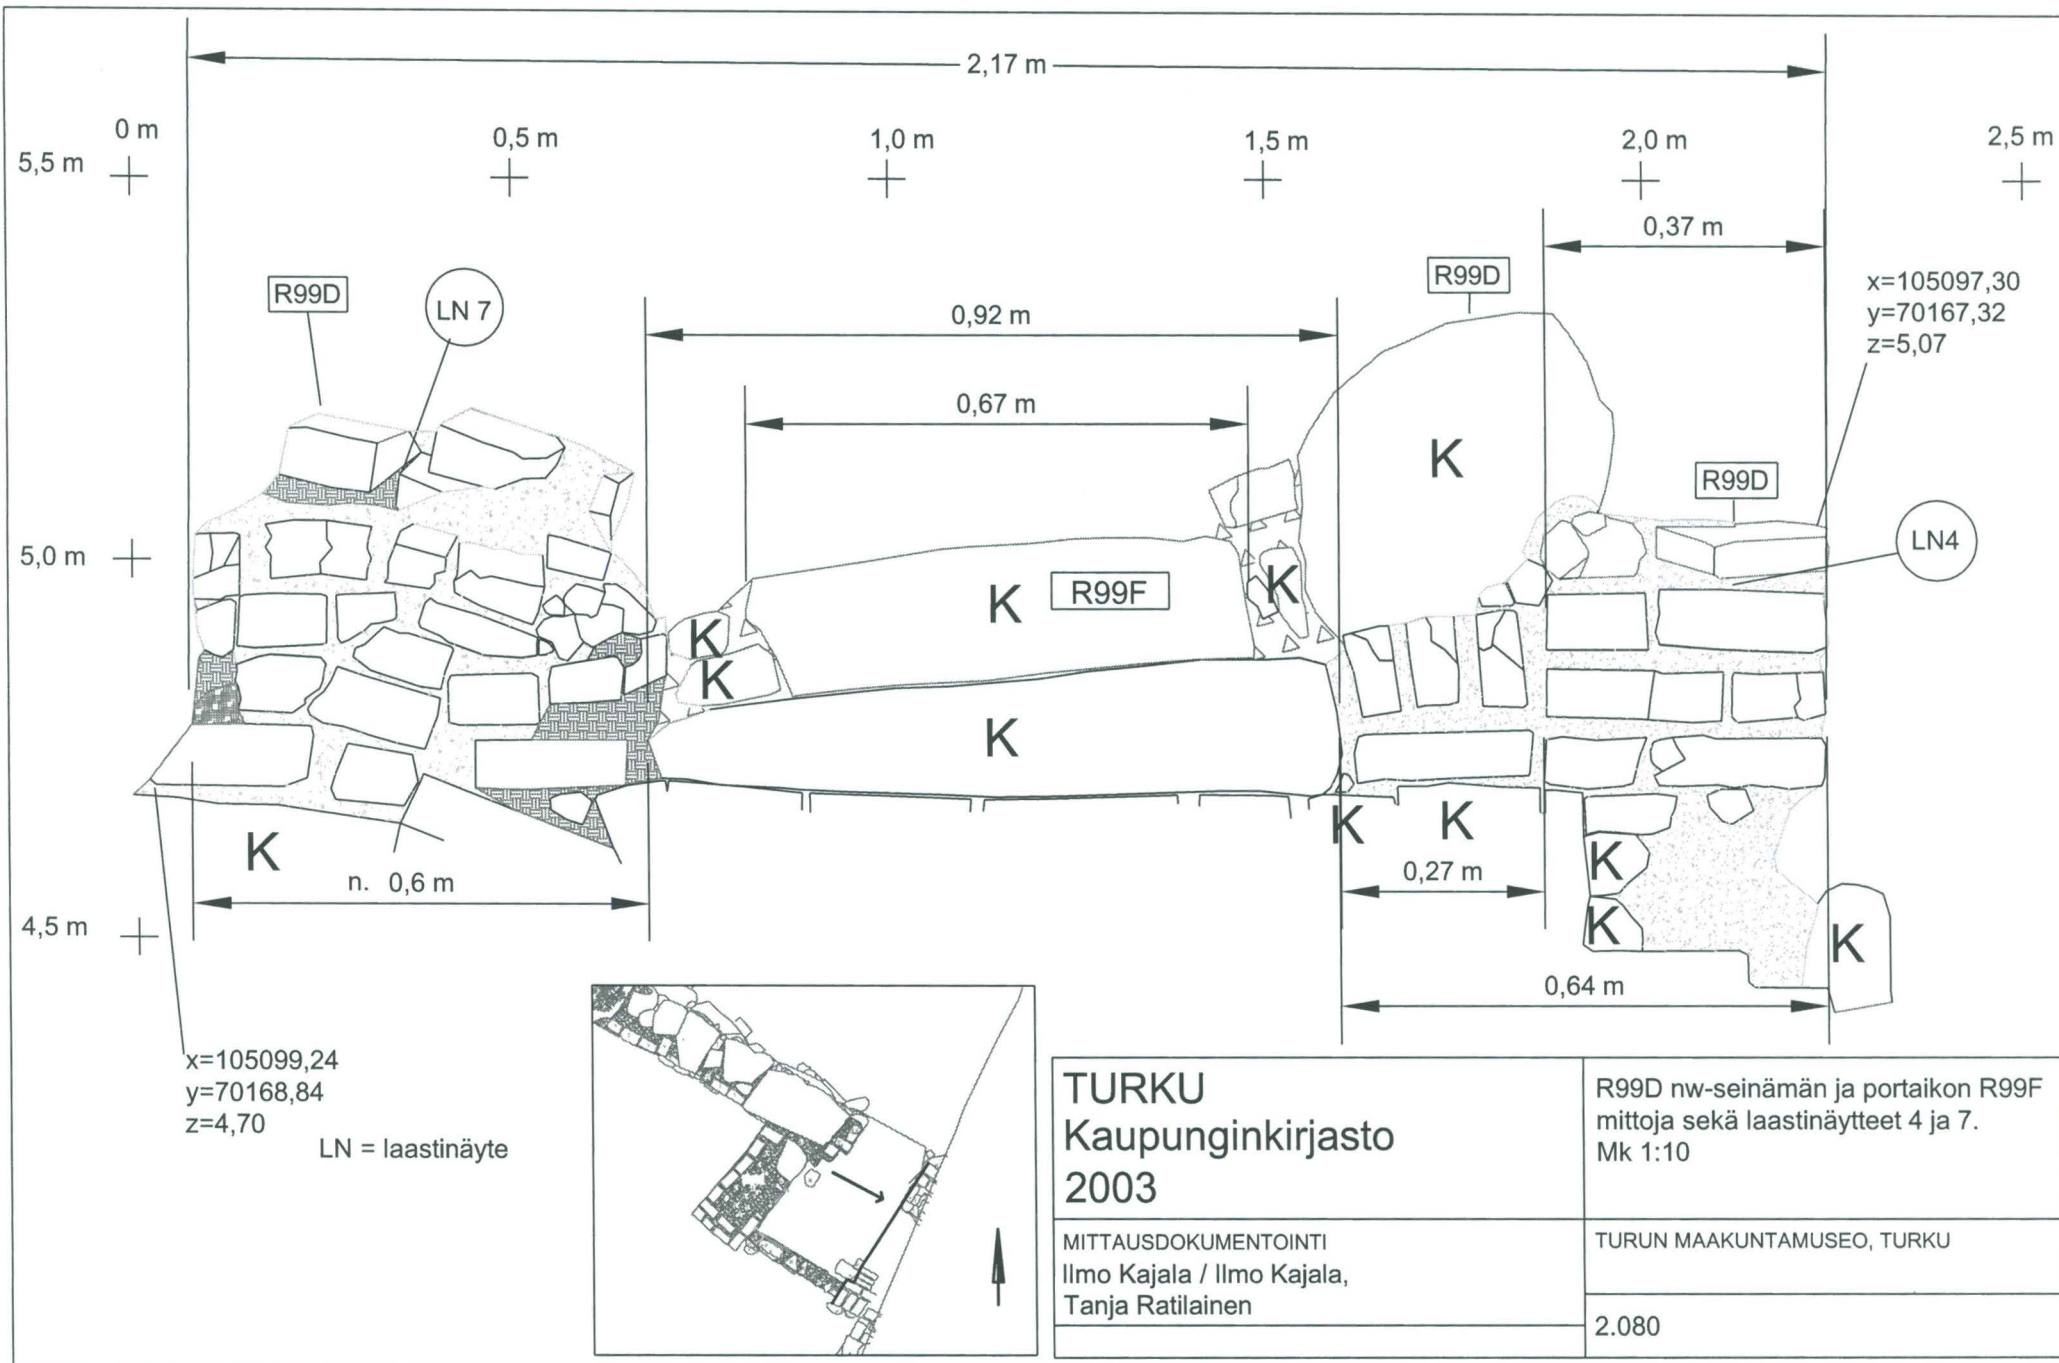 2,17 m
0 m
0,5 m
1,0 m
1,5 m
2,0 m
2,5 m
5,5 m
0,37 m
R99D
LN 7
R99D
x=105097,30
y=70167,32
z=5,07
0,92 m
0,67 m
K
R99D
LN4
5,0 m
K
R99F
K
K
K
K
K
K
K
K
K
K
K
n. 0,6 m
0,27 m
4,5 m
0,64 m
x=105099,24
y=70168,84
z=4,70
LN = laastinäyte
TURKU
Kaupunginkirjasto
2003
R99D nw-seinämän ja portaikon R99F
mittoja sekä laastinäytteet 4 ja 7.
Mk 1:10
MITTAUSDOKUMENTOINTI
Ilmo Kajala / Ilmo Kajala,
Tanja Ratilainen
TURUN MAAKUNTAMUSEO, TURKU
2.080